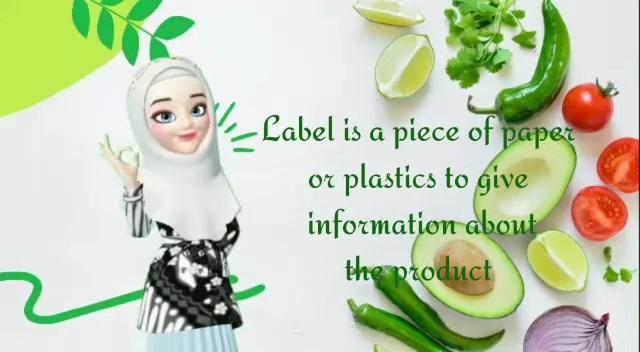 Label is a piece of paper
or plastics to give
information about
the product